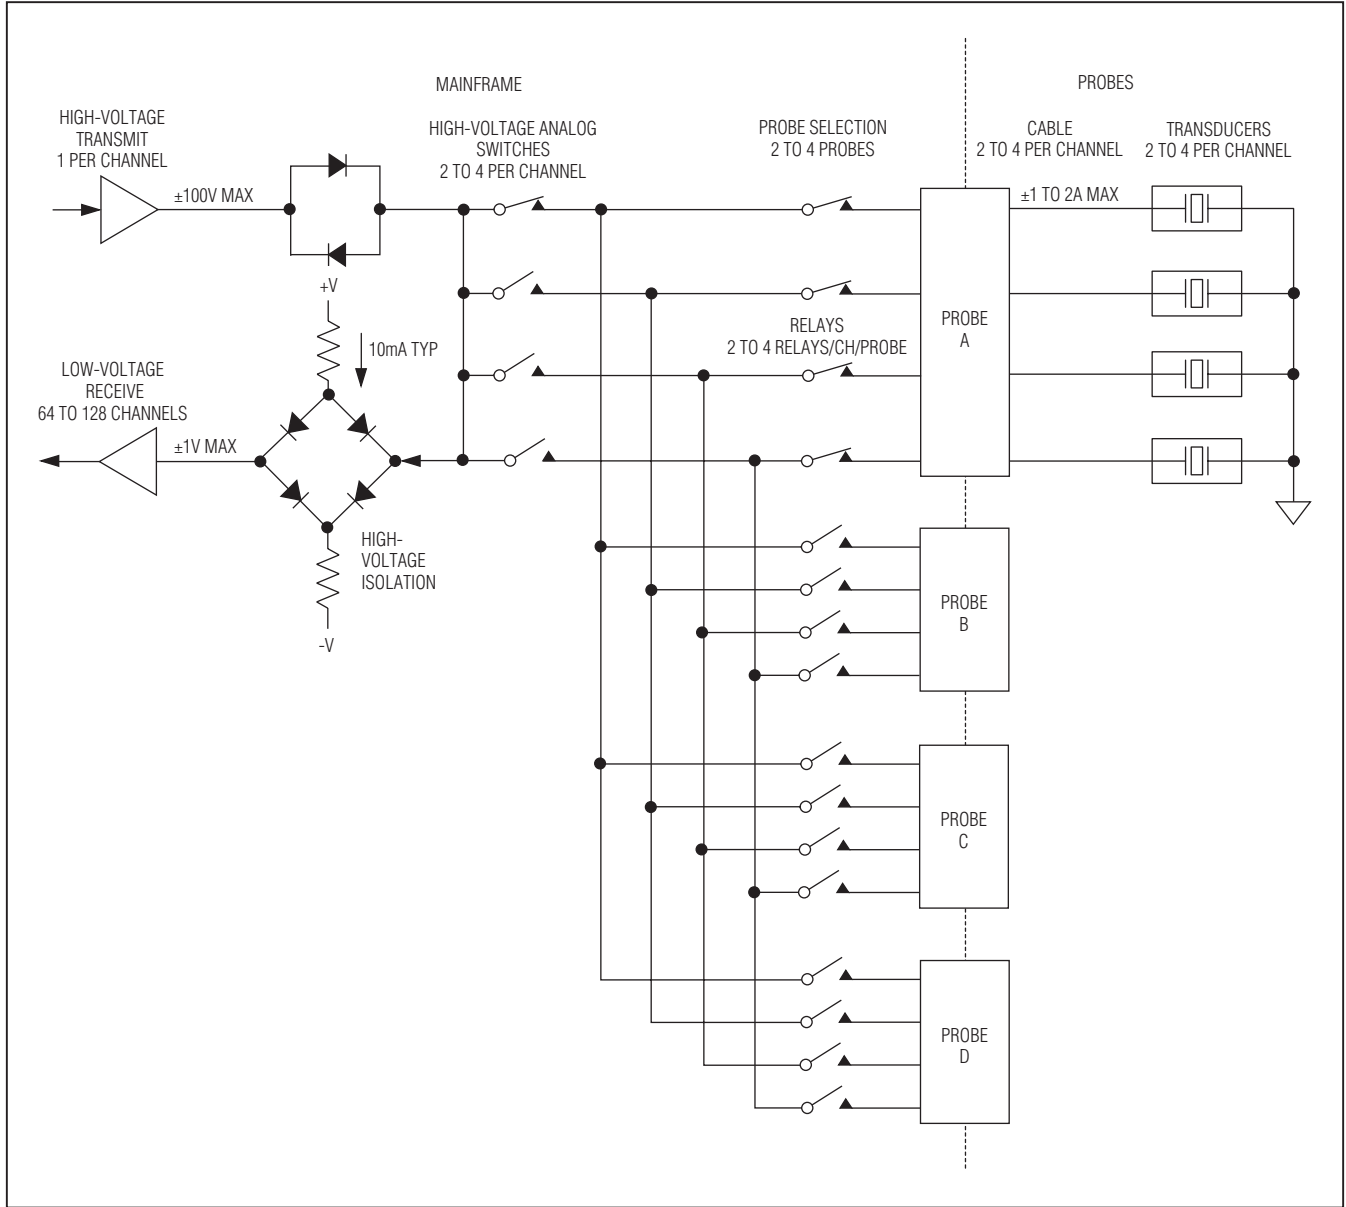 MAINFRAME
PROBES
HIGH-VOLTAGE
TRANSMIT
1 PER CHANNEL
±100V MAX
HIGH-VOLTAGE ANALOG
SWITCHES
2 TO 4 PER CHANNEL
PROBE SELECTION
2 TO 4 PROBES
CABLE
2 TO 4 PER CHANNEL
TRANSDUCERS
2 TO 4 PER CHANNEL
±1 TO 2A MAX
+V
10mA TYP
RELAYS
2 TO 4 RELAYS/CH/PROBE
PROBE
A
LOW-VOLTAGE
RECEIVE
64 TO 128 CHANNELS
±1V MAX
HIGH-
VOLTAGE
ISOLATION
-V
PROBE
B
PROBE
C
PROBE
D